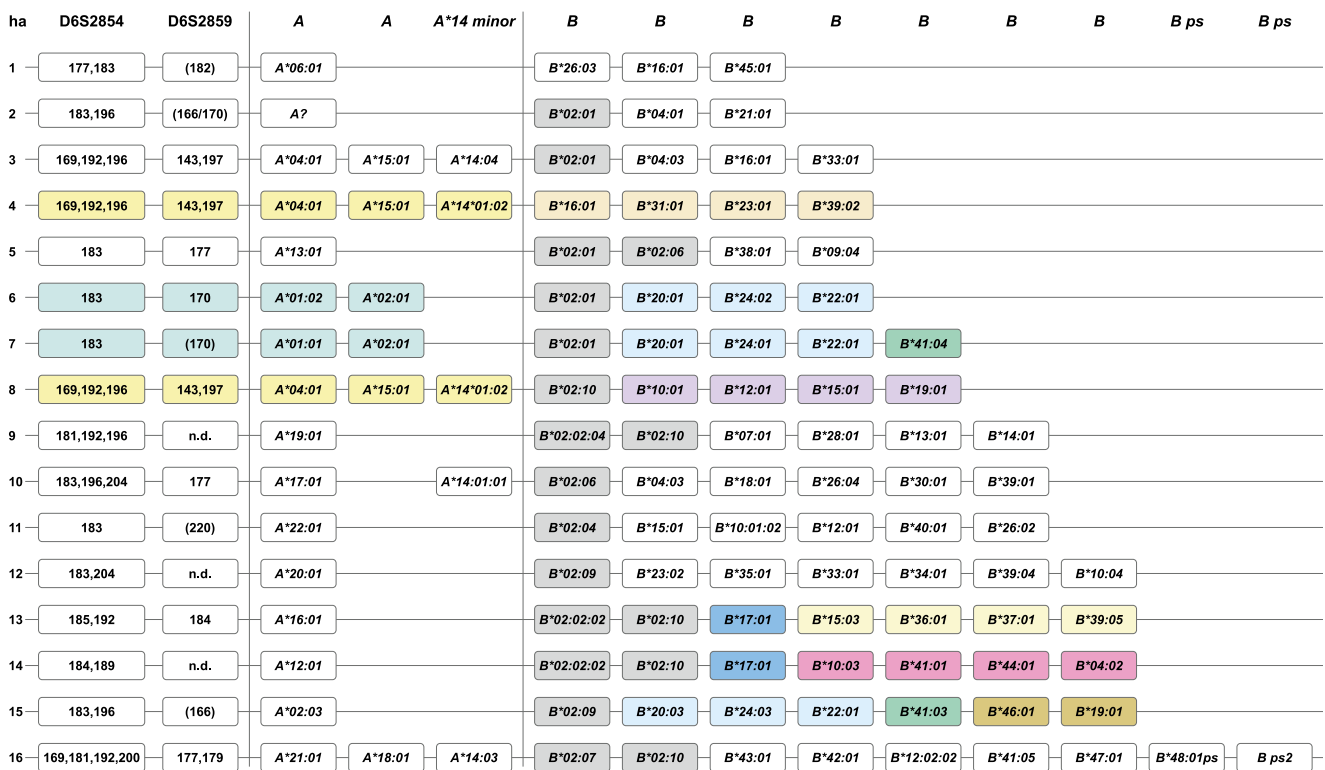 ha D6S2854 D6S2859 A A A*14 minor B B B B B B B B ps B ps
1 177,183 (182) A*06:01 B*26:03 B*16:01 B*45:01
2 183,196 (166/170) A? B*02:01 B*04:01 B*21:01
3 169,192,196 143,197 A*04:01 A*15:01 A*14:04 B*02:01 B*04:03 B*16:01 B*33:01
4 169,192,196 143,197 A*04:01 A*15:01 A*14*01:02 B*16:01 B*31:01 B*23:01 B*39:02
5 183 177 A*13:01 B*02:01 B*02:06 B*38:01 B*09:04
6 183 170 A*01:02 A*02:01 B*02:01 B*20:01 B*24:02 B*22:01
7 183 (170) A*01:01 A*02:01 B*02:01 B*20:01 B*24:01 B*22:01 B*41:04
8 169,192,196 143,197 A*04:01 A*15:01 A*14*01:02 B*02:10 B*10:01 B*12:01 B*15:01 B*19:01
9 181,192,196 n.d. A*19:01 B*02:02:04 B*02:10 B*07:01 B*28:01 B*13:01 B*14:01
10 183,196,204 177 A*17:01 A*14:01:01 B*02:06 B*04:03 B*18:01 B*26:04 B*30:01 B*39:01
11 183 (220) A*22:01 B*02:04 B*15:01 B*10:01:02 B*12:01 B*40:01 B*26:02
12 183,204 n.d. A*20:01 B*02:09 B*23:02 B*35:01 B*33:01 B*34:01 B*39:04 B*10:04
13 185,192 184 A*16:01 B*02:02:02 B*02:10 B*17:01 B*15:03 B*36:01 B*37:01 B*39:05
14 184,189 n.d. A*12:01 B*02:02:02 B*02:10 B*17:01 B*10:03 B*41:01 B*44:01 B*04:02
15 183,196 (166) A*02:03 B*02:09 B*20:03 B*24:03 B*22:01 B*41:03 B*46:01 B*19:01
16 169,181,192,200 177,179 A*21:01 A*18:01 A*14:03 B*02:07 B*02:10 B*43:01 B*42:01 B*12:02:02 B*41:05 B*47:01 B*48:01ps B ps2